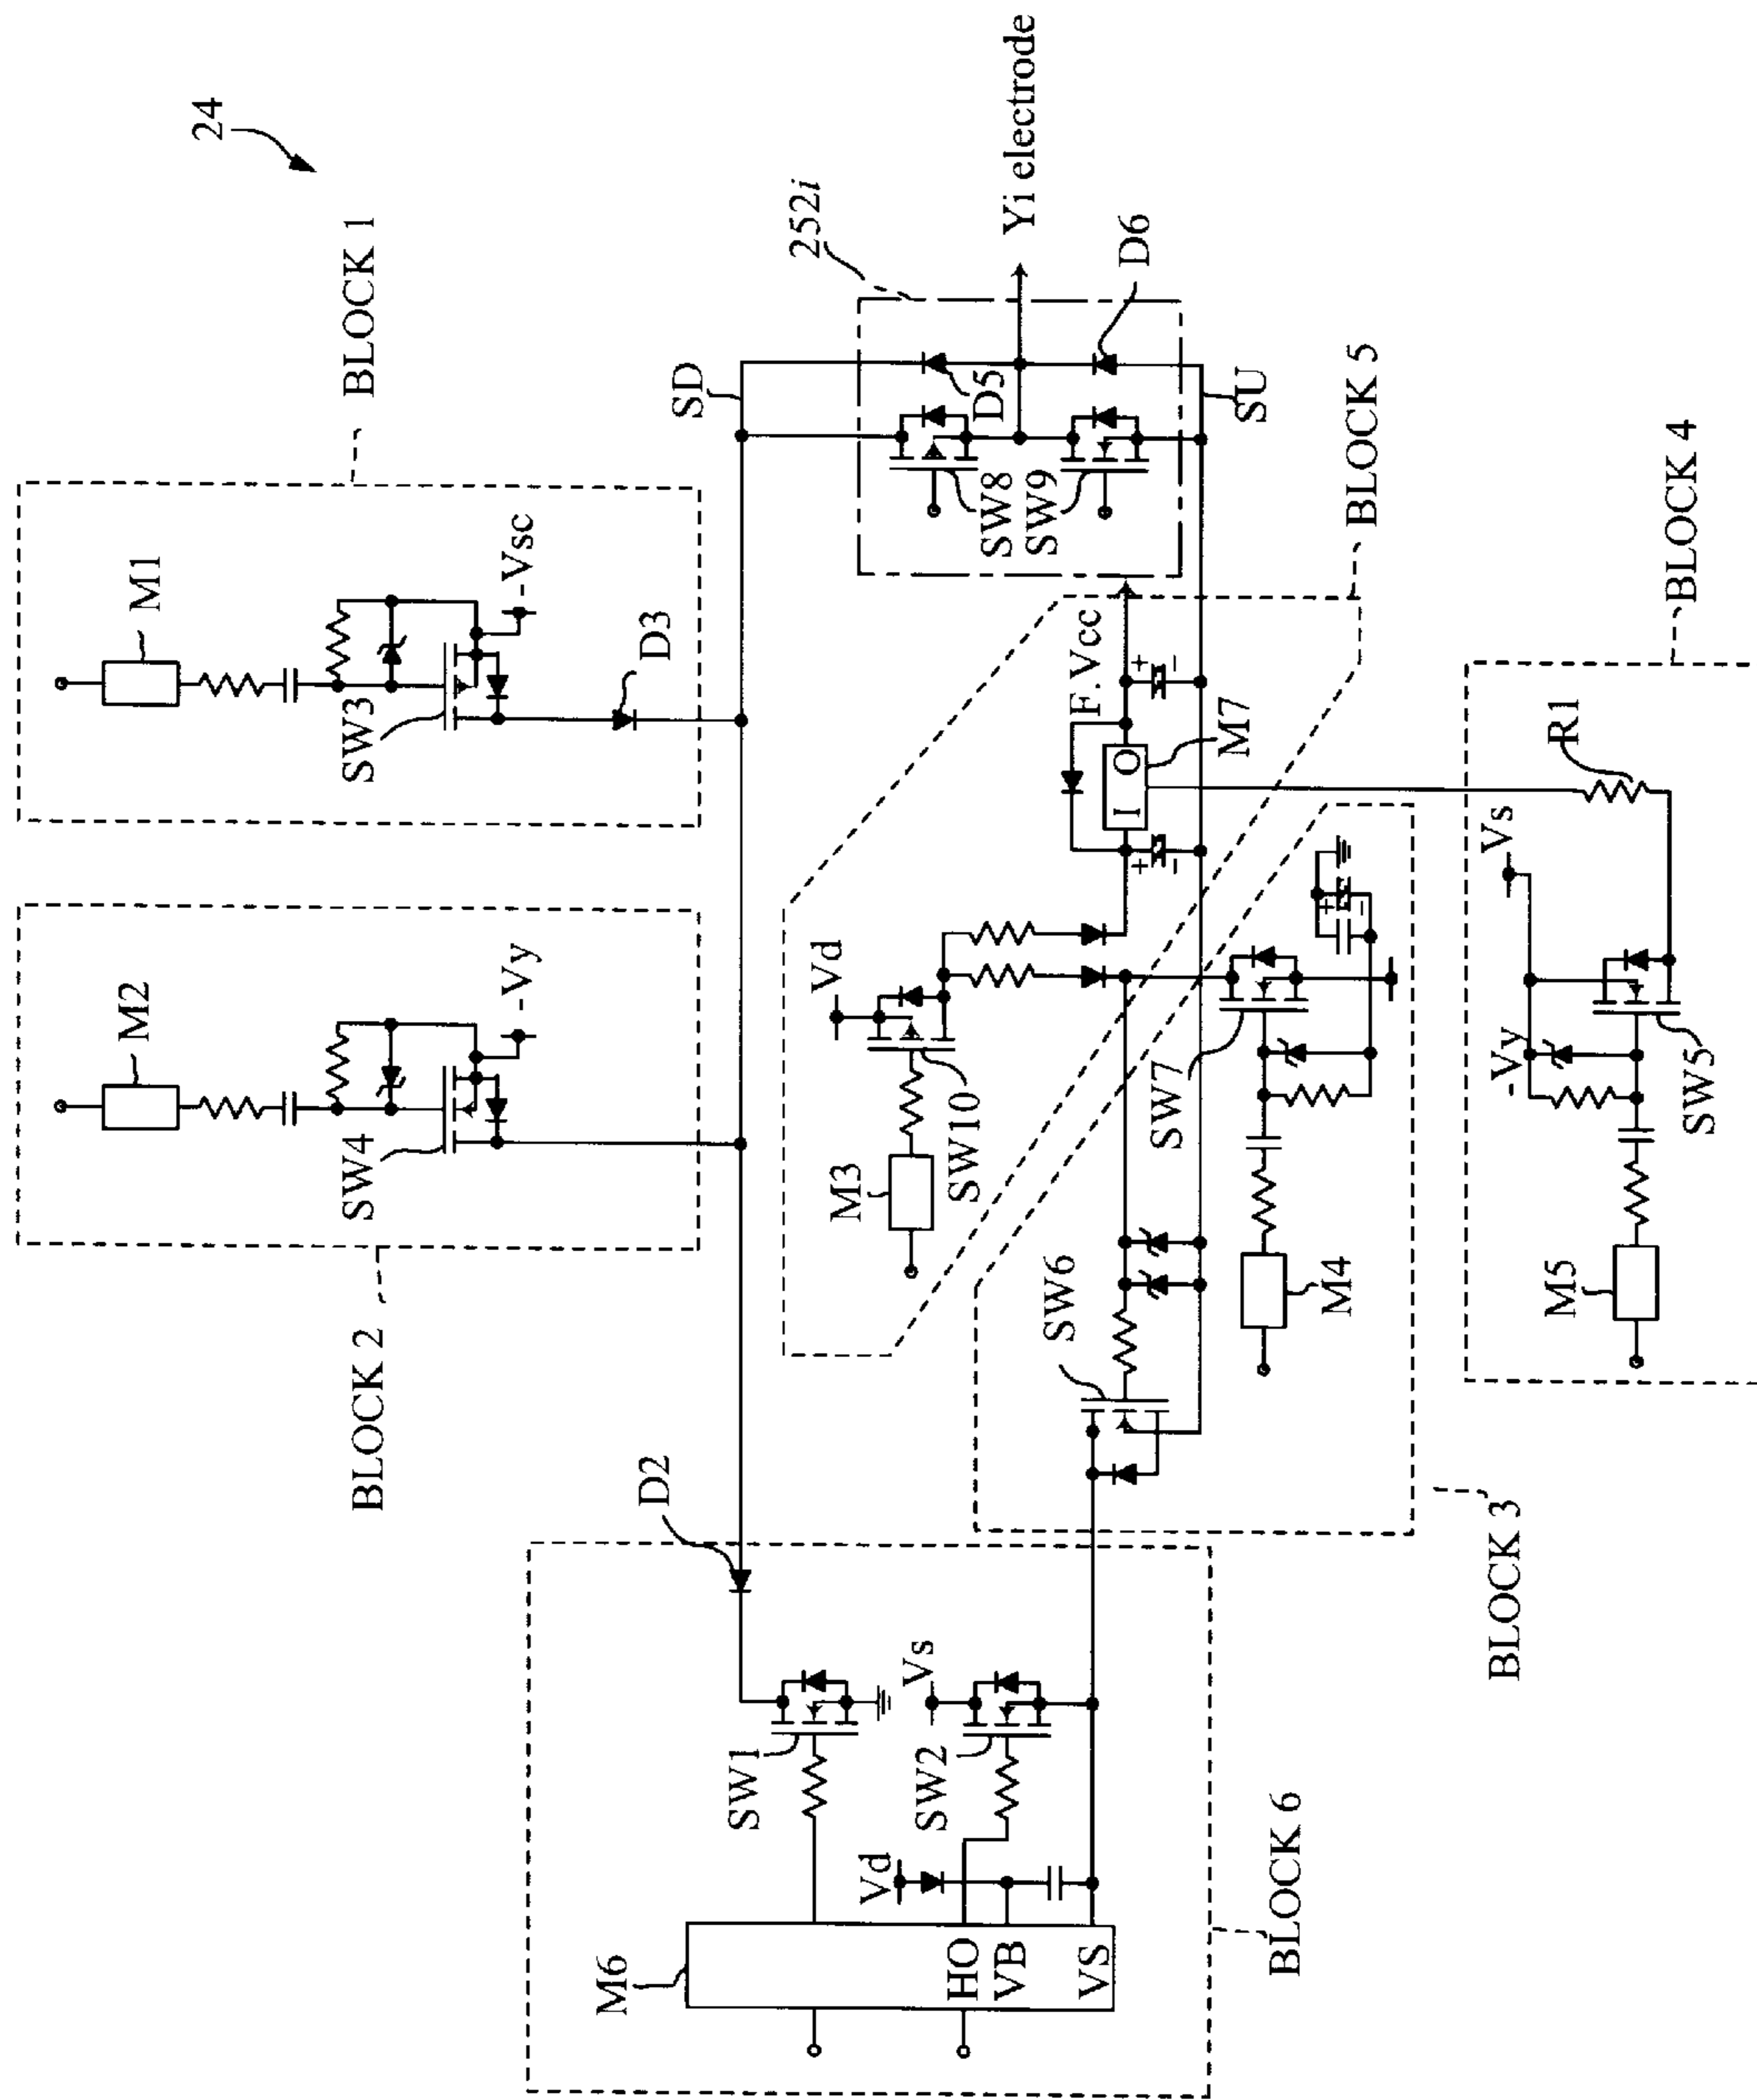 24
BLOCK 1
M1
SW3
-Vsc
D3
BLOCK 2
M2
SW4
-Vy
SD
252i
D5
SW8
SW9
Yi electrode
D6
SU
BLOCK 5
F.Vcc
I O
M7
Vd
M3
SW10
D2
SW6
SW7
M4
BLOCK 3
BLOCK 4
Vs
R1
-Vy
SW5
M5
M6
HO
VB
VS
Vd
SW1
SW2
Vs
BLOCK 6
+
-
+
-
+
-